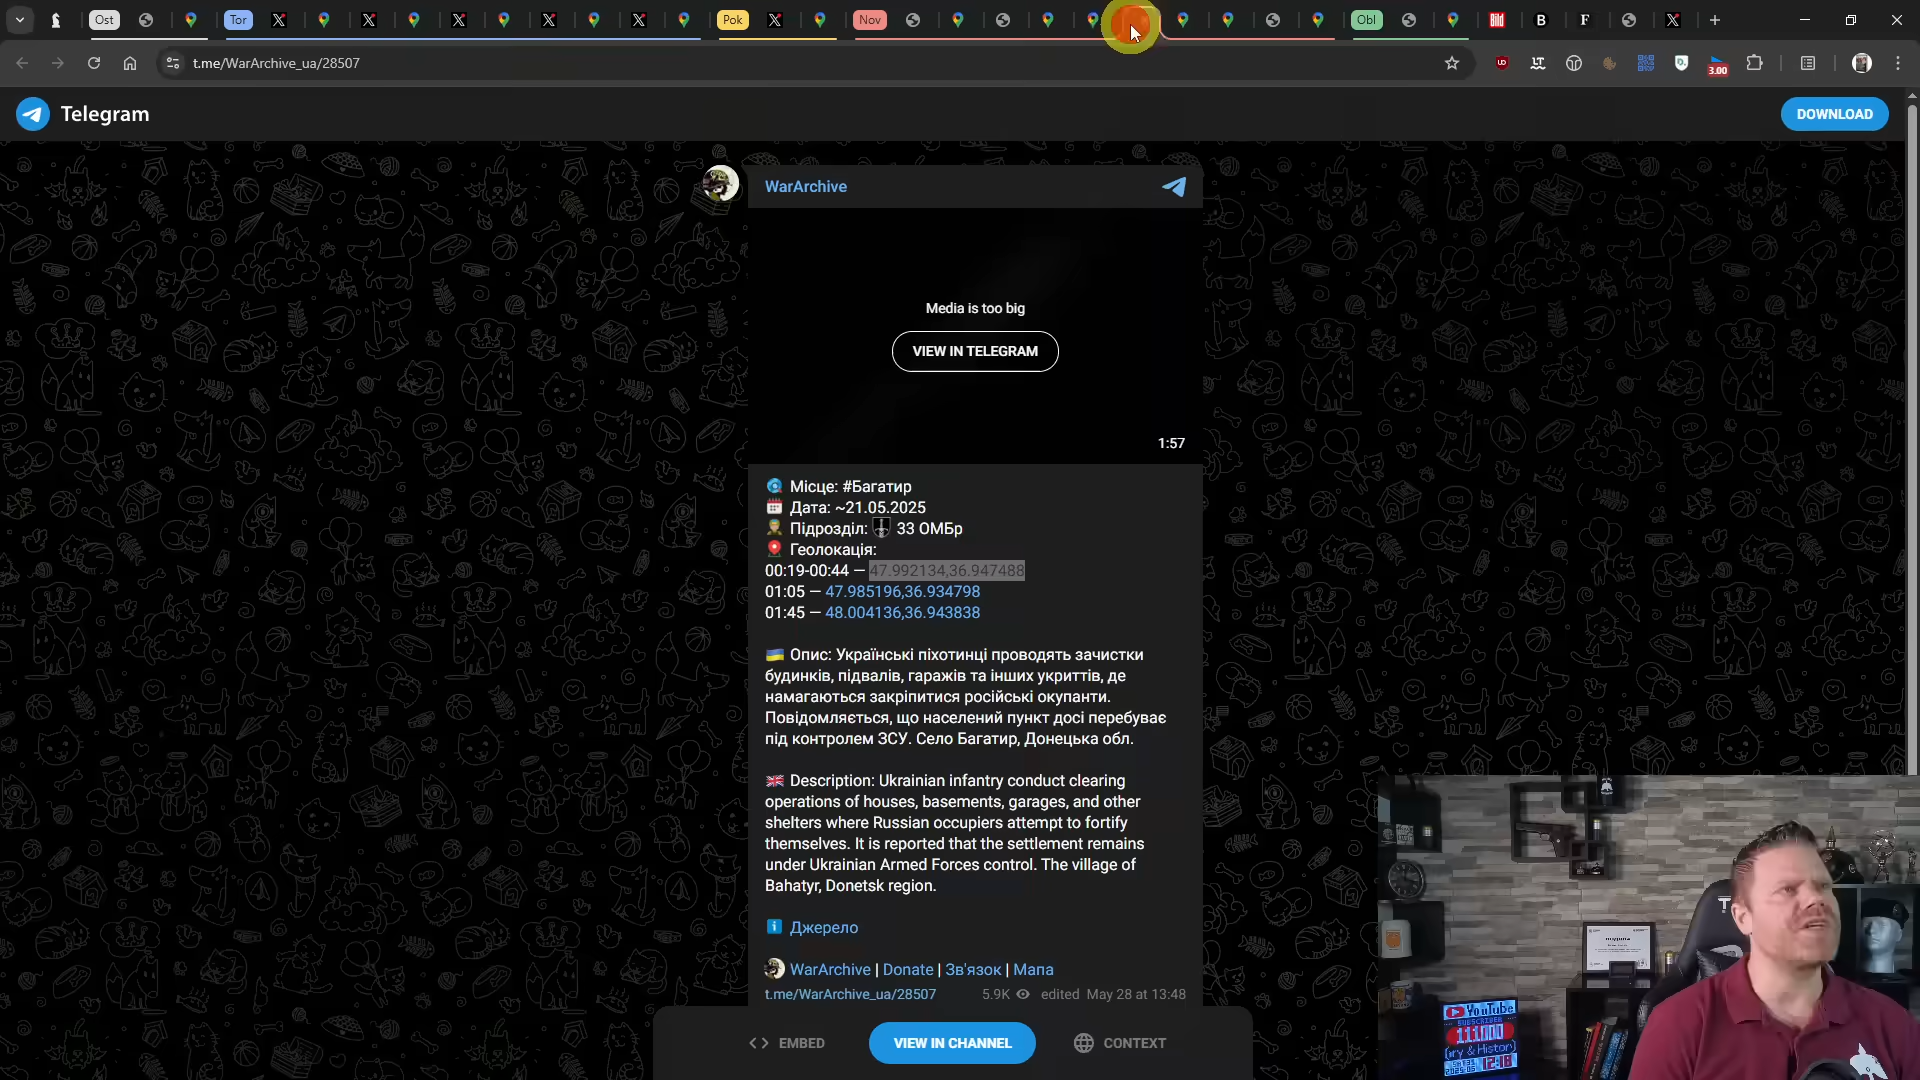 Ost
Tor
Pok
Nov
Obl
Bild
B
F
t.me/WarArchive_ua/28507
3.00
Telegram
DOWNLOAD
WarArchive
Media is too big
VIEW IN TELEGRAM
1:57
Місце: #Багатир
Дата: ~21.05.2025
Підрозділ: 33 ОМБр
Геолокація:
00:19-00:44 — 47.992134,36.947488
01:05 — 47.985196,36.934798
01:45 — 48.004136,36.943838
Опис: Українські піхотинці проводять зачистки
будинків, підвалів, гаражів та інших укриттів, де
намагаються закріпитися російські окупанти.
Повідомляється, що населений пункт досі перебуває
під контролем ЗСУ. Село Багатир, Донецька обл.
Description: Ukrainian infantry conduct clearing
operations of houses, basements, garages, and other
shelters where Russian occupiers attempt to fortify
themselves. It is reported that the settlement remains
under Ukrainian Armed Forces control. The village of
Bahatyr, Donetsk region.
Джерело
WarArchive | Donate | Зв'язок | Мапа
t.me/WarArchive_ua/28507 5.9K edited May 28 at 13:48
EMBED
VIEW IN CHANNEL
CONTEXT
YouTube
SUBSCRIBER